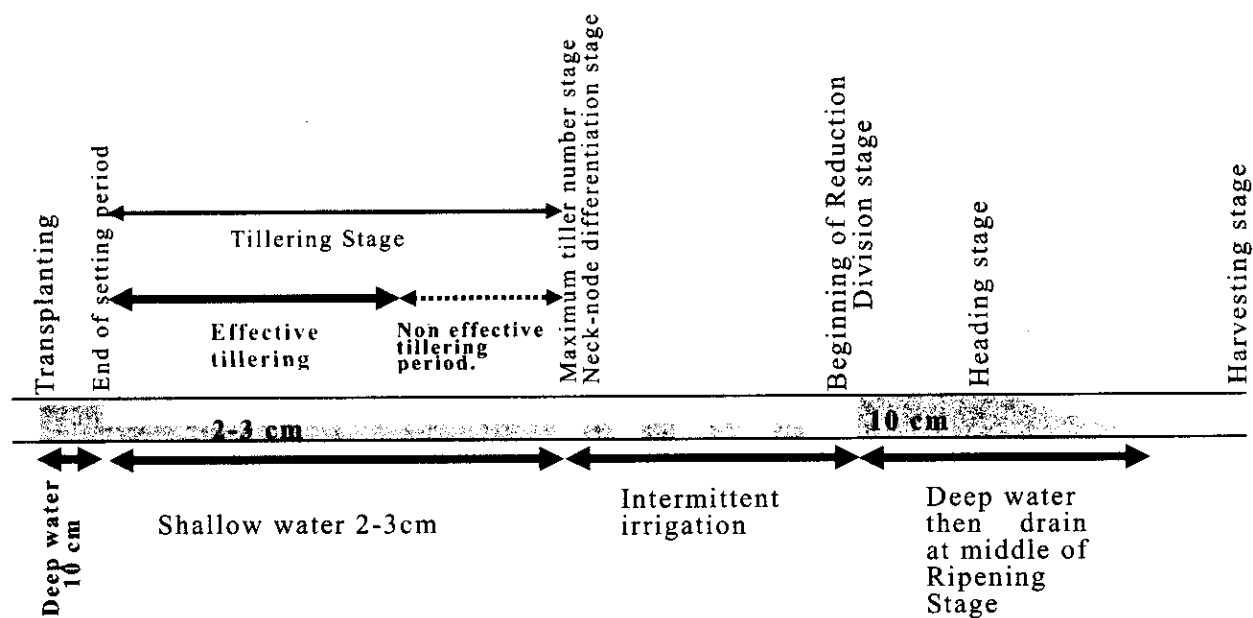 Transplanting
End of setting period
Tillering Stage
Effective
tillering
Non effective
tillering
period.
Maximum tiller number stage
Neck-node differentiation stage
Beginning of Reduction
Division stage
Heading stage
Harvesting stage
2-3 cm
10 cm
Deep water
10 cm
Shallow water 2-3cm
Intermittent
irrigation
Deep water
then drain
at middle of
Ripening
Stage